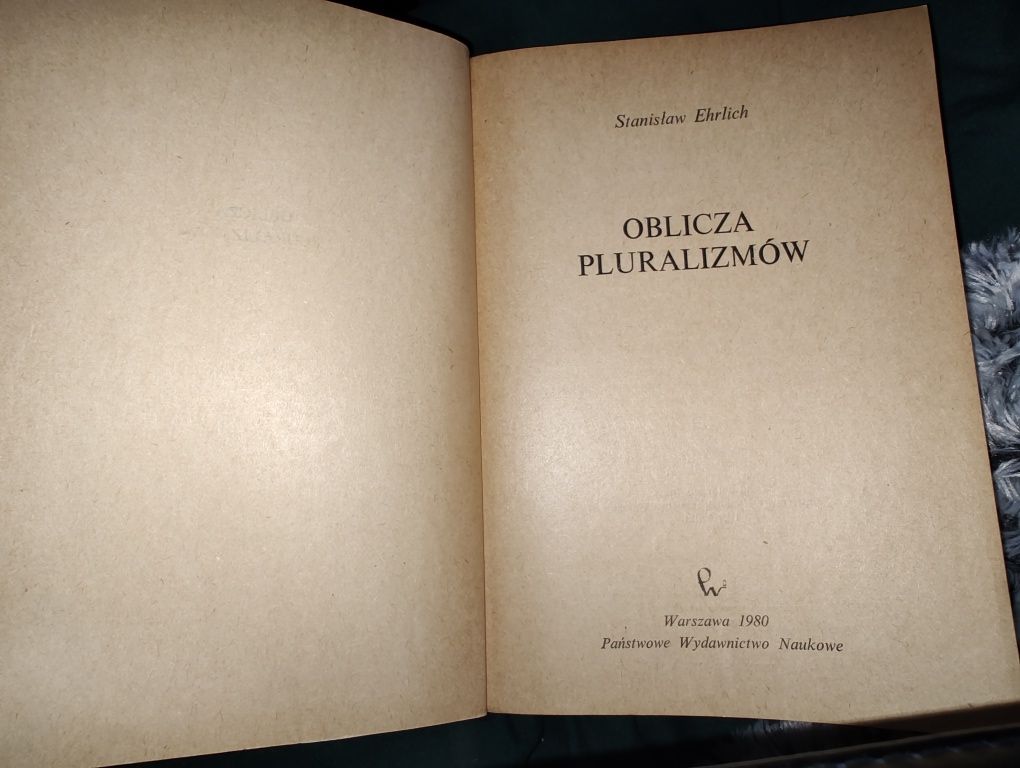 Stanisław Ehrlich
OBLICZA
PLURALIZMÓW
Warszawa 1980
Państwowe Wydawnictwo Naukowe